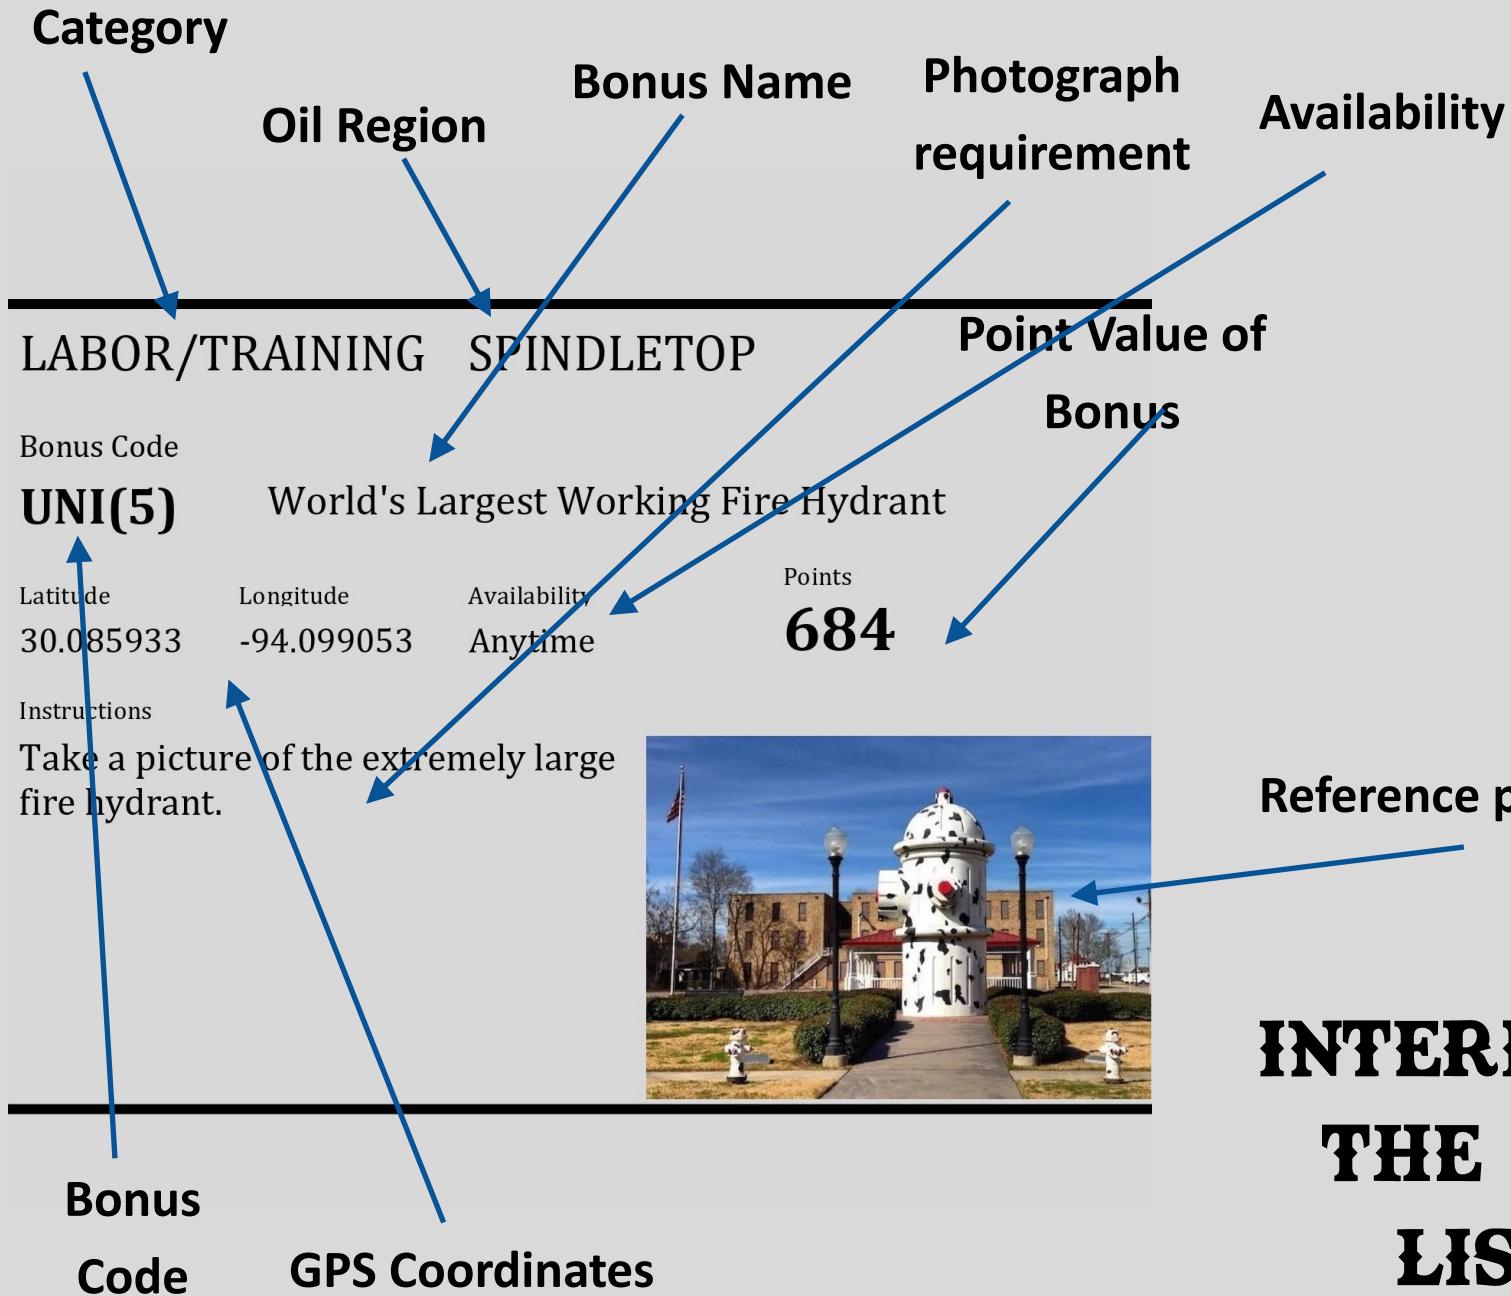 Category
Oil Region
Bonus Name
Photograph
requirement
Availability
LABOR/TRAINING SPINDLETOP
Point Value of
Bonus
Bonus Code
UNI(5) World's Largest Working Fire Hydrant
Latitude Longitude Availability Points
30.085933 -94.099053 Anytime 684
Instructions
Take a picture of the extremely large
fire hydrant.
Reference
THE
Bonus
Code
GPS Coordinates